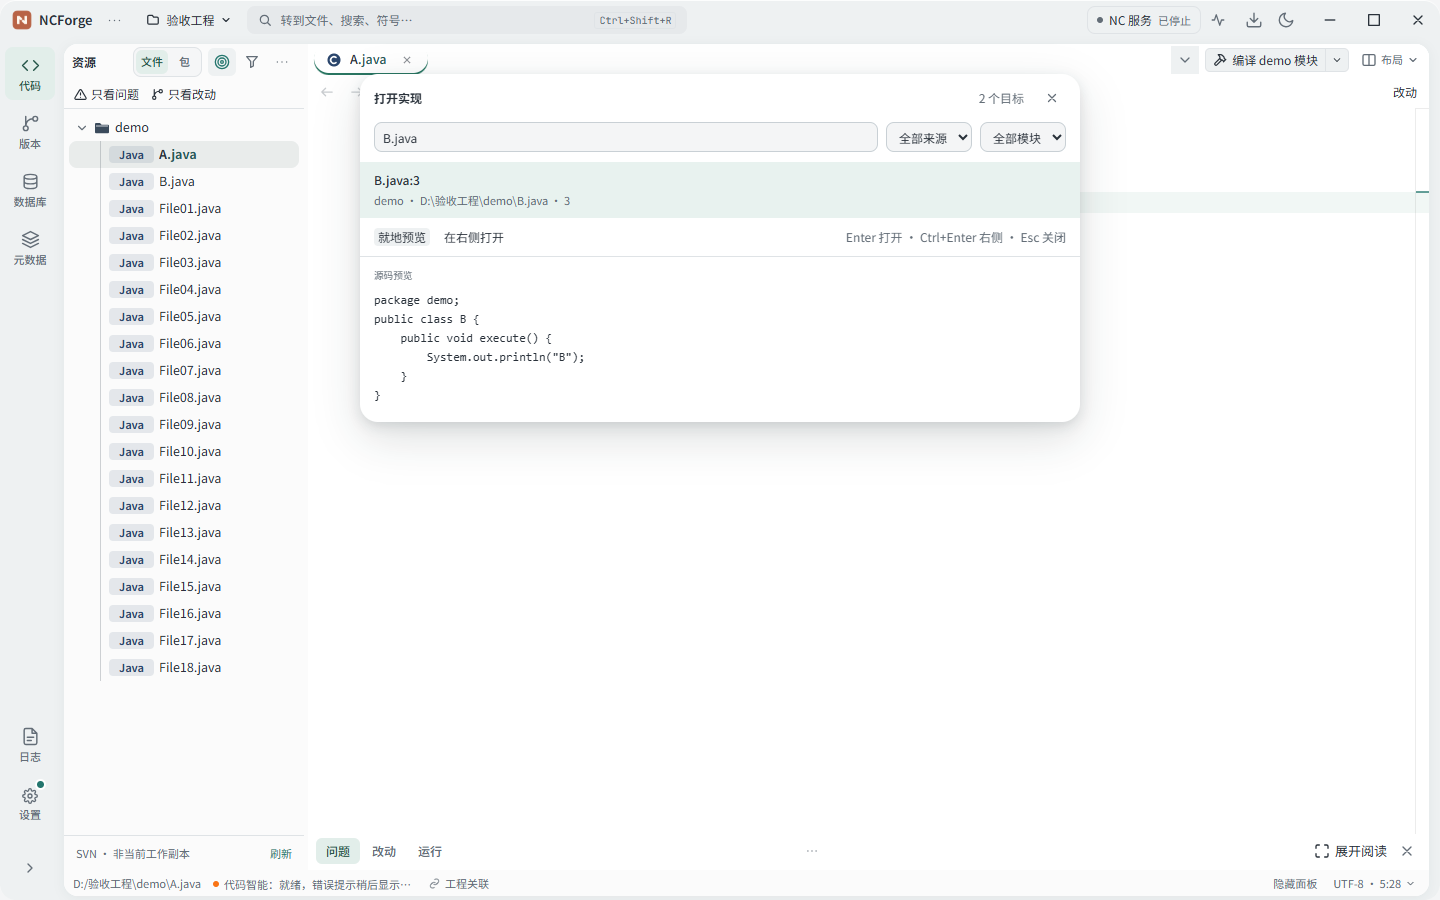 NCForge ··· 验收工程 转到文件、搜索、符号··· Ctrl+Shift+R NC 服务 已停止
代码
版本
数据库
元数据
日志
设置
资源 文件 包 ···
只看问题 只看改动
demo
Java A.java
Java B.java
Java File01.java
Java File02.java
Java File03.java
Java File04.java
Java File05.java
Java File06.java
Java File07.java
Java File08.java
Java File09.java
Java File10.java
Java File11.java
Java File12.java
Java File13.java
Java File14.java
Java File15.java
Java File16.java
Java File17.java
Java File18.java
SVN • 非当前工作副本 刷新
C A.java 编译 demo 模块 布局
改动
打开实现 2 个目标
B.java 全部来源 全部模块
B.java:3
demo • D:\验收工程\demo\B.java • 3
就地预览 在右侧打开 Enter 打开 • Ctrl+Enter 右侧 • Esc 关闭
源码预览
package demo;
public class B {
    public void execute() {
        System.out.println("B");
    }
}
问题 改动 运行 ··· 展开阅读
D:/验收工程\demo\A.java 代码智能：就绪，错误提示稍后显示··· 工程关联 隐藏面板 UTF-8 • 5:28